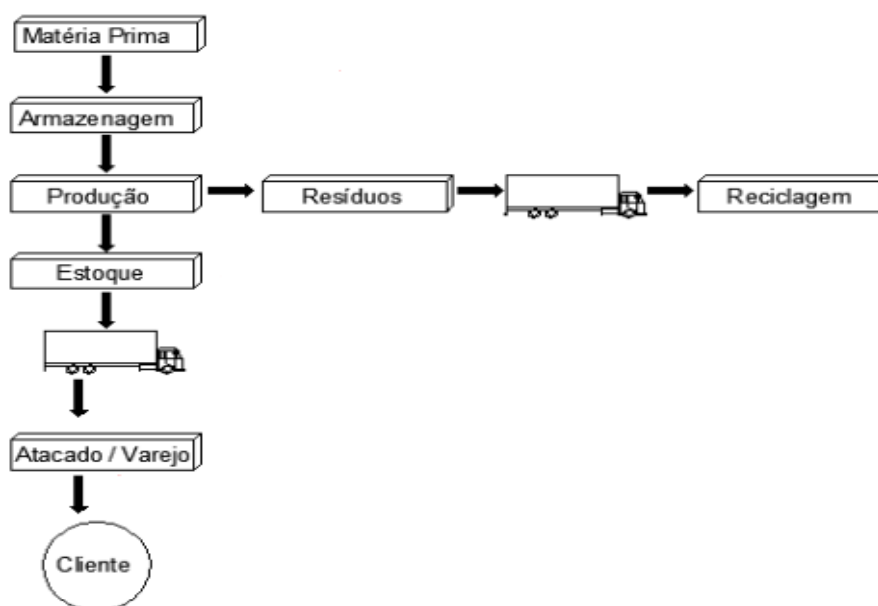 Matéria Prima
Armazenagem
Produção
Resíduos
Reciclagem
Estoque
Atacado / Varejo
Cliente